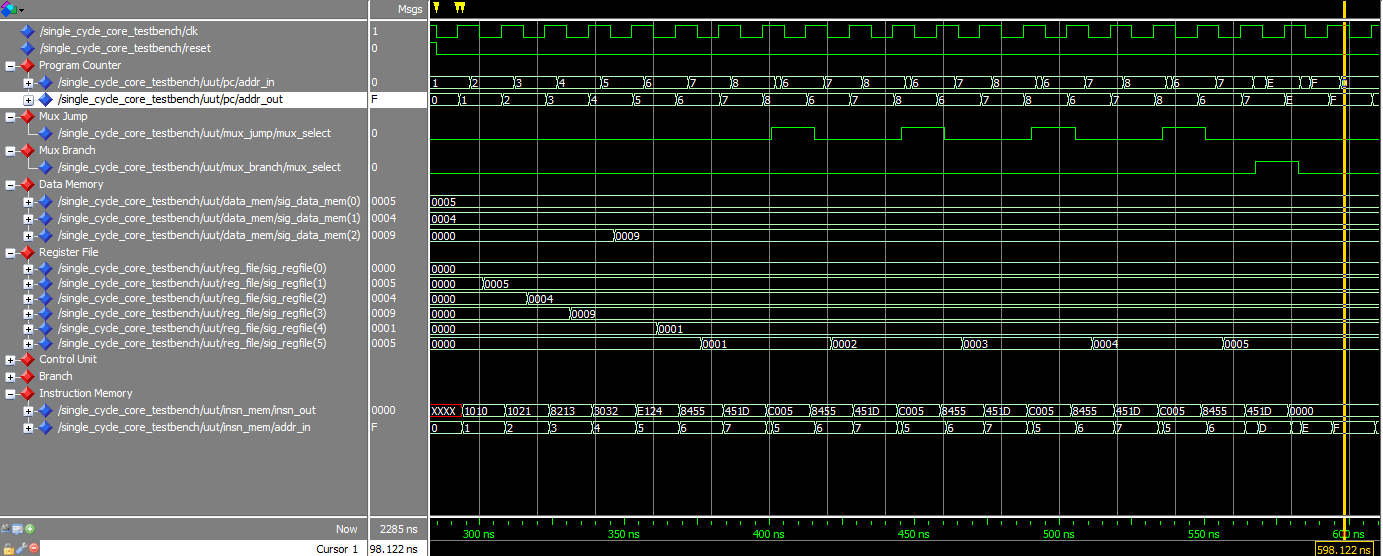 Msgs
/single_cycle_core_testbench/clk 1
/single_cycle_core_testbench/reset 0
Program Counter
/single_cycle_core_testbench/uut/pc/addr_in 0 1 2 3 4 5 6 7 8 6 7 8 6 7 8 6 7 8 6 7 E F
/single_cycle_core_testbench/uut/pc/addr_out F 0 1 2 3 4 5 6 7 8 6 7 8 6 7 8 6 7 8 6 7 E F
Mux Jump
/single_cycle_core_testbench/uut/mux_jump/mux_select 0
Mux Branch
/single_cycle_core_testbench/uut/mux_branch/mux_select 0
Data Memory
/single_cycle_core_testbench/uut/data_mem/sig_data_mem(0) 0005 0005
/single_cycle_core_testbench/uut/data_mem/sig_data_mem(1) 0004 0004
/single_cycle_core_testbench/uut/data_mem/sig_data_mem(2) 0009 0000 0009
Register File
/single_cycle_core_testbench/uut/reg_file/sig_regfile(0) 0000 0000
/single_cycle_core_testbench/uut/reg_file/sig_regfile(1) 0005 0000 0005
/single_cycle_core_testbench/uut/reg_file/sig_regfile(2) 0004 0000 0004
/single_cycle_core_testbench/uut/reg_file/sig_regfile(3) 0009 0000 0009
/single_cycle_core_testbench/uut/reg_file/sig_regfile(4) 0001 0000 0001
/single_cycle_core_testbench/uut/reg_file/sig_regfile(5) 0005 0000 0001 0002 0003 0004 0005
Control Unit
Branch
Instruction Memory
/single_cycle_core_testbench/uut/insn_mem/insn_out 0000 XXXX 1010 1021 8213 3032 E124 8455 451D C005 8455 451D C005 8455 451D C005 8455 451D C005 8455 451D 0000
/single_cycle_core_testbench/uut/insn_mem/addr_in F 0 1 2 3 4 5 6 7 5 6 7 5 6 7 5 6 7 5 6 D E F
Now 2285 ns 300 ns 350 ns 400 ns 450 ns 500 ns 550 ns 600 ns
Cursor 1 98.122 ns 598.122 ns